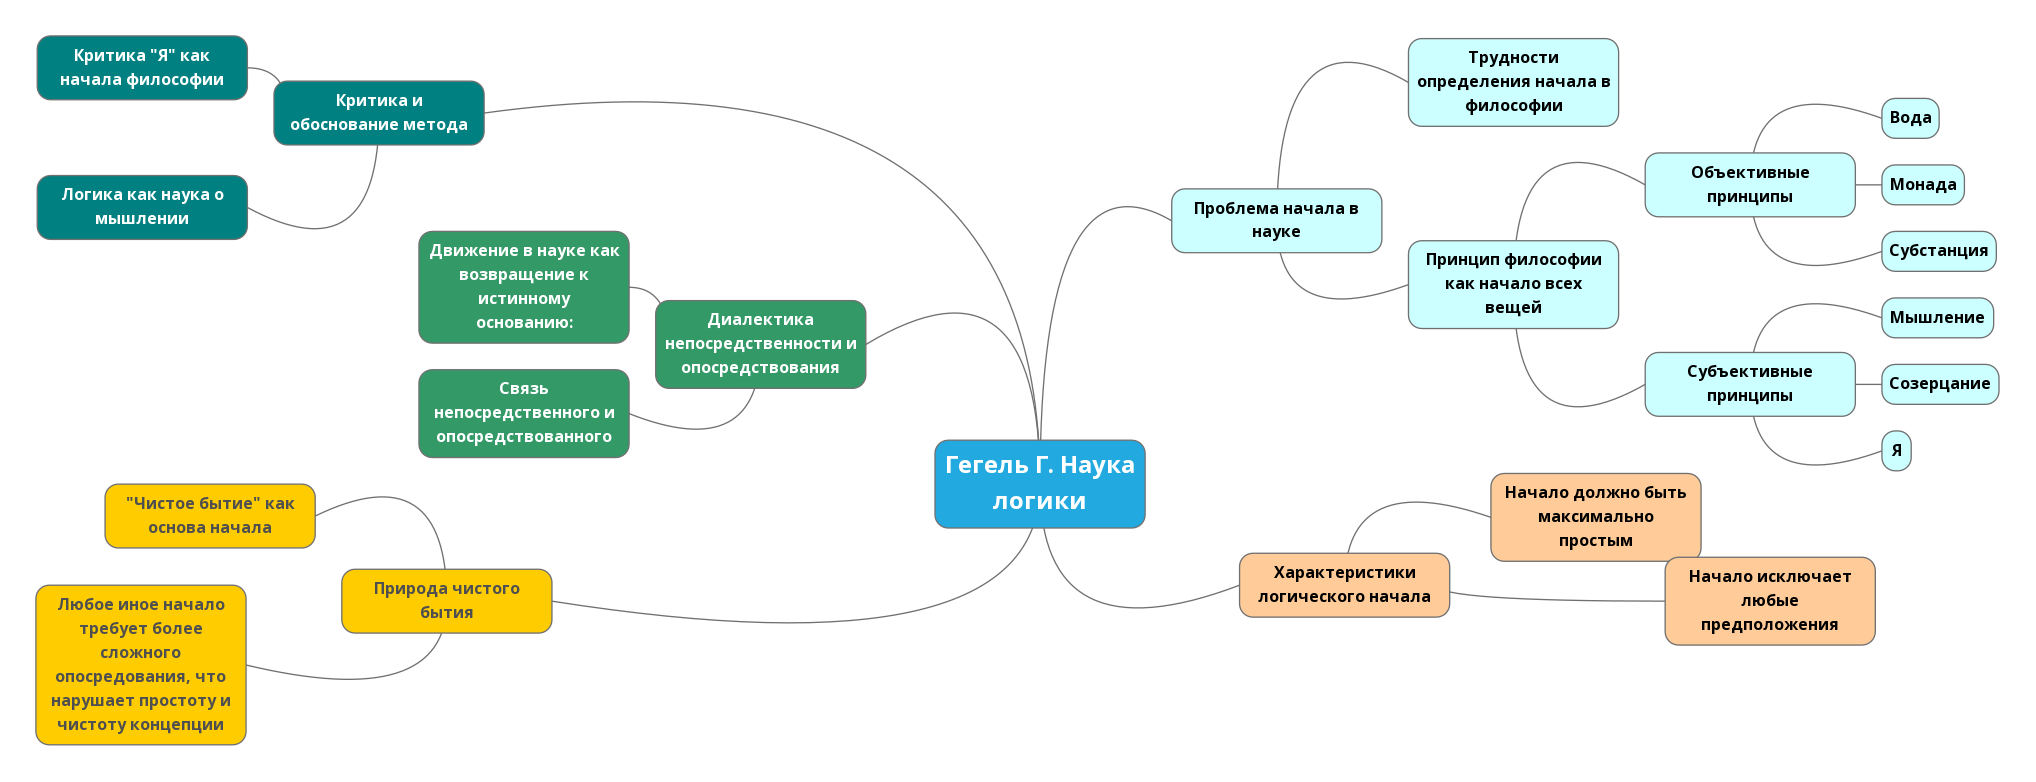 Критика "Я" как
начала философии
Критика и
обоснование метода
Логика как наука о
мышлении
Движение в науке как
возвращение к
истинному
основанию:
Диалектика
непосредственности и
опосредствования
Связь
непосредственного и
опосредствованного
"Чистое бытие" как
основа начала
Природа чистого
бытия
Любое иное начало
требует более
сложного
опосредования, что
нарушает простоту и
чистоту концепции
Гегель Г. Наука
логики
Трудности
определения начала в
философии
Проблема начала в
науке
Принцип философии
как начало всех
вещей
Объективные
принципы
Вода
Монада
Субстанция
Субъективные
принципы
Мышление
Созерцание
Я
Характеристики
логического начала
Начало должно быть
максимально
простым
Начало исключает
любые
предположения